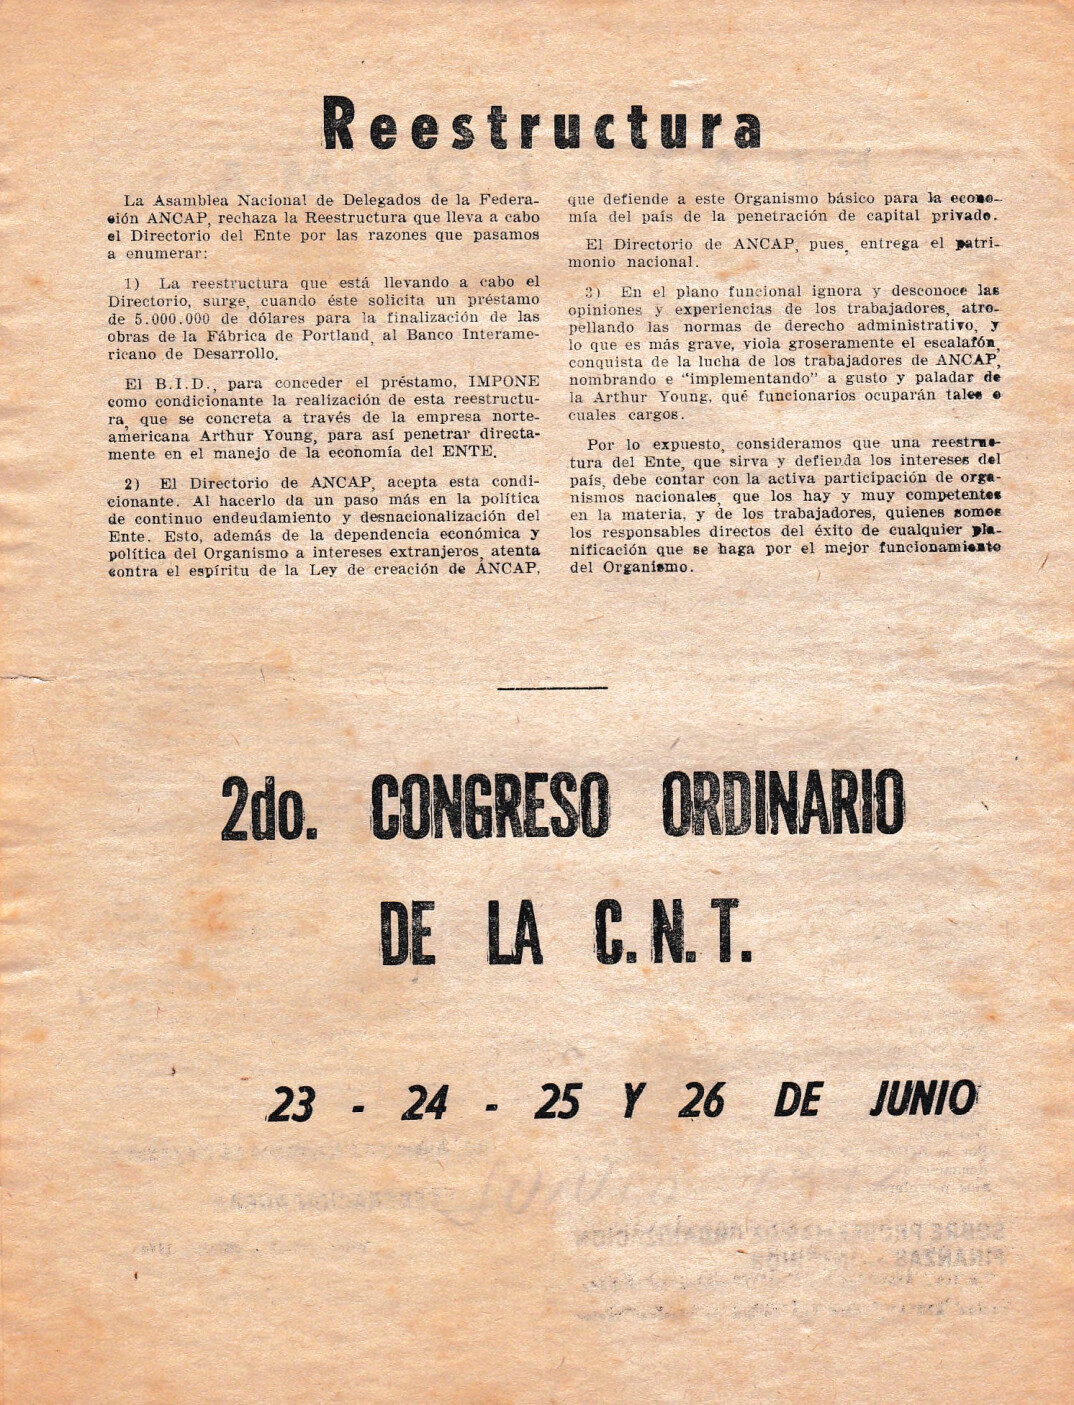 Reestructura
La Asamblea Nacional de Delegados de la Federa-
ción ANCAP, rechaza la Reestructura que lleva a cabo
el Directorio del Ente por las razones que pasamos
a enumerar:
1) La reestructura que está llevando a cabo el
Directorio, surge, cuando éste solicita un préstamo
de 5.000.000 de dólares para la finalización de las
obras de la Fábrica de Portland, al Banco Interame-
ricano de Desarrollo.
El B.I.D., para conceder el préstamo, IMPONE
como condicionante la realización de esta reestructu-
ra, que se concreta a través de la empresa norte-
americana Arthur Young, para así penetrar directa-
mente en el manejo de la economía del ENTE.
2) El Directorio de ANCAP, acepta esta condi-
cionante. Al hacerlo da un paso más en la política
de continuo endeudamiento y desnacionalización del
Ente. Esto, además de la dependencia económica y
política del Organismo a intereses extranjeros, atenta
contra el espíritu de la Ley de creación de ANCAP,
que defiende a este Organismo básico para la econo-
mía del país de la penetración de capital privado.
El Directorio de ANCAP, pues, entrega el patri-
monio nacional.
3) En el plano funcional ignora y desconoce las
opiniones y experiencias de los trabajadores, atro-
pellando las normas de derecho administrativo, y
lo que es más grave, viola groseramente el escalafón,
conquista de la lucha de los trabajadores de ANCAP,
nombrando e "implementando" a gusto y paladar de
la Arthur Young, qué funcionarios ocuparán tales o
cuales cargos.
Por lo expuesto, consideramos que una reestruc-
tura del Ente, que sirva y defienda los intereses del
país, debe contar con la activa participación de orga-
nismos nacionales, que los hay y muy competentes
en la materia, y de los trabajadores, quienes somos
los responsables directos del éxito de cualquier pla-
nificación que se haga por el mejor funcionamiento
del Organismo.
2do. CONGRESO ORDINARIO
DE LA C.N.T.
23 - 24 - 25 Y 26 DE JUNIO